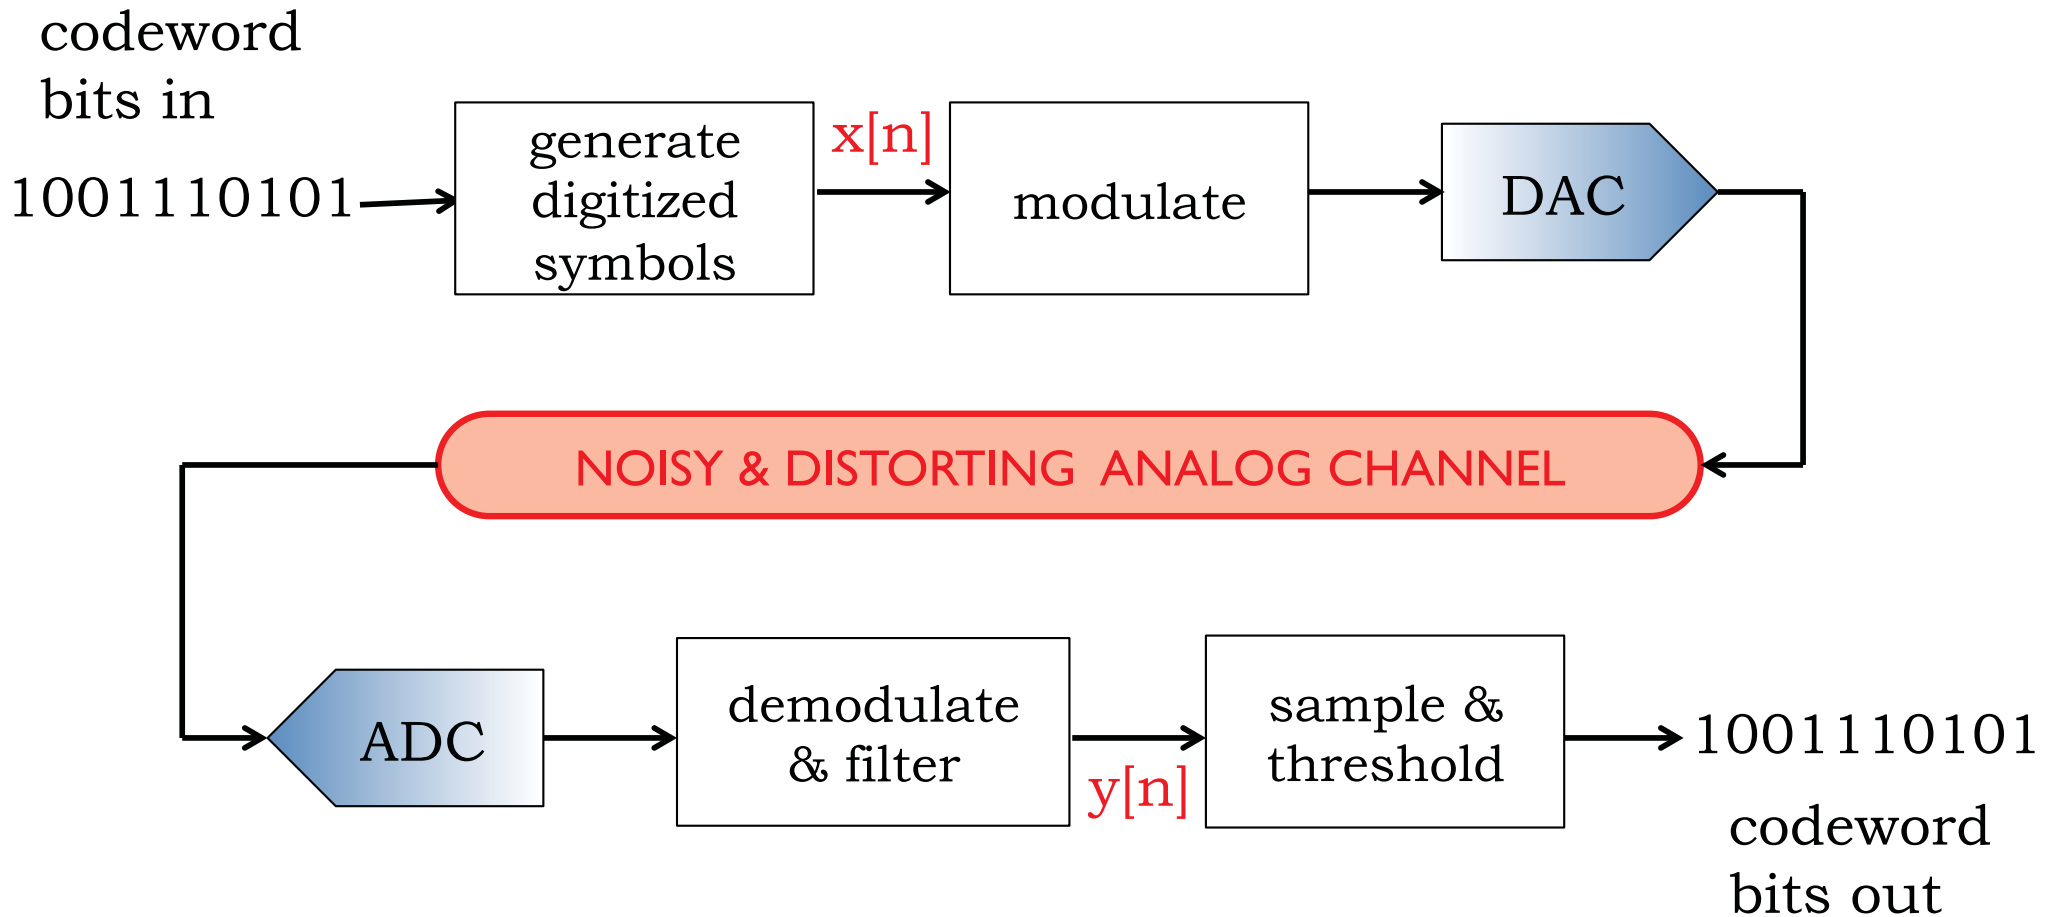 codeword
bits in
1001110101
generate
digitized
symbols
x[n]
modulate
DAC
NOISY & DISTORTING ANALOG CHANNEL
ADC
demodulate
& filter
y[n]
sample &
threshold
1001110101
codeword
bits out